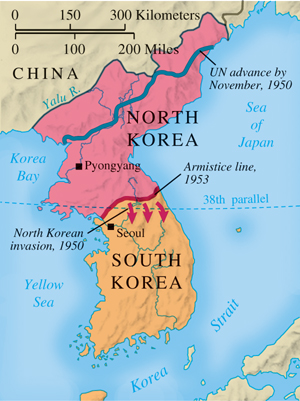 0 150 300 Kilometers
0 100 200 Miles
CHINA
UN advance by
November, 1950
Yalu R.
NORTH
KOREA
Sea
of
Japan
Korea
Bay
Pyongyang
Armistice line,
1953
38th parallel
North Korean
invasion, 1950
Seoul
SOUTH
KOREA
Yellow
Sea
Korea Strait